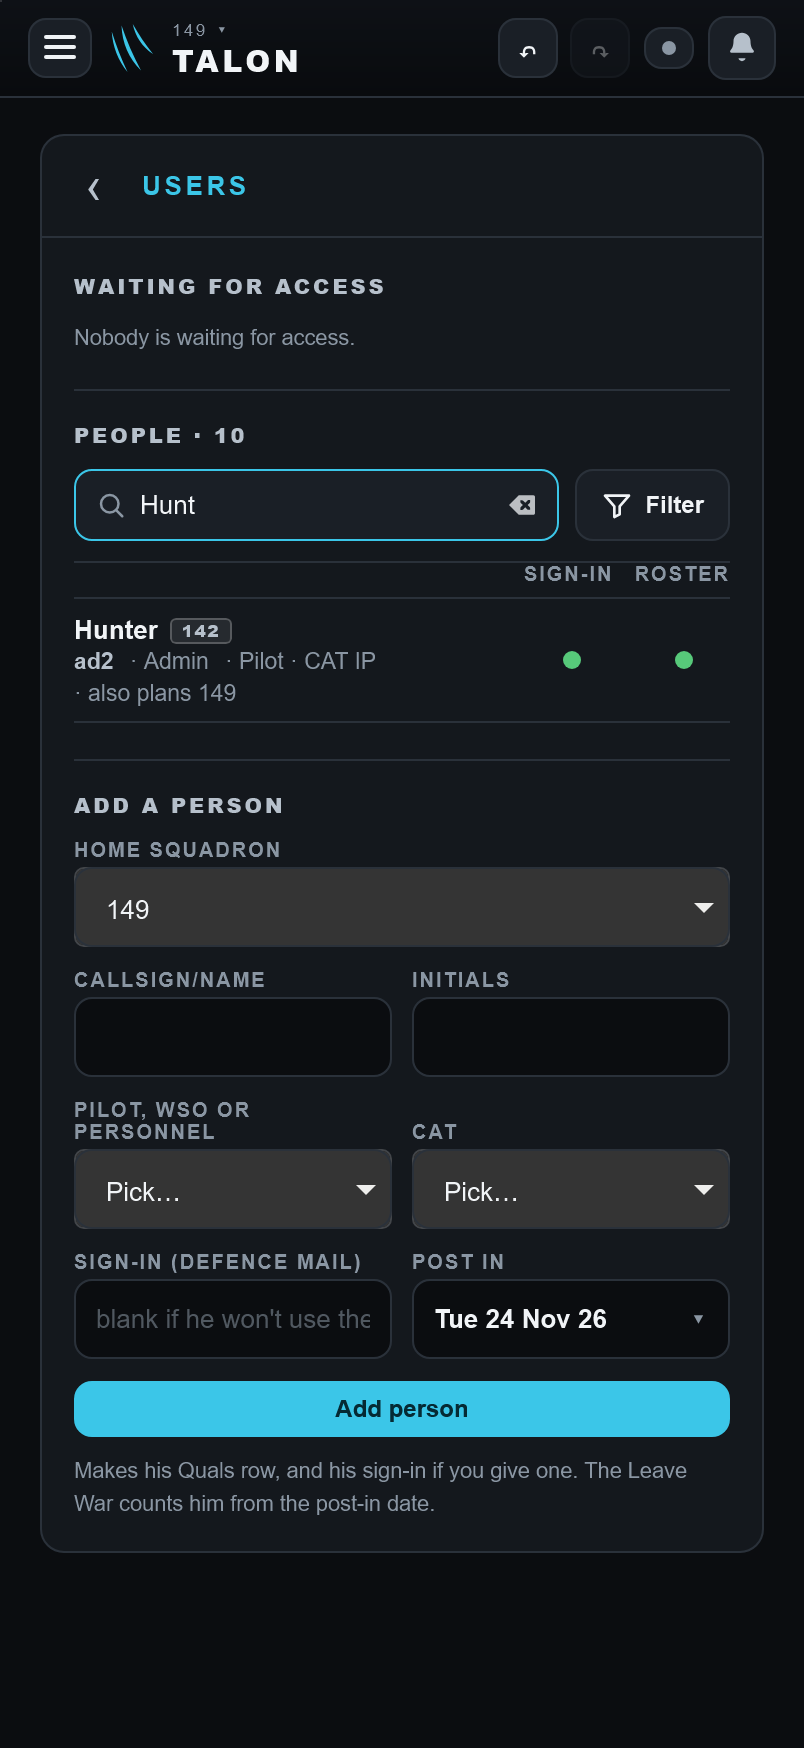 149 ▾
TALON
USERS
WAITING FOR ACCESS
Nobody is waiting for access.
PEOPLE · 10
Hunt
Filter
SIGN-IN ROSTER
Hunter 142
ad2 · Admin · Pilot · CAT IP
· also plans 149
ADD A PERSON
HOME SQUADRON
149
CALLSIGN/NAME INITIALS
PILOT, WSO OR
PERSONNEL CAT
Pick... Pick...
SIGN-IN (DEFENCE MAIL) POST IN
blank if he won't use the Tue 24 Nov 26 ▾
Add person
Makes his Quals row, and his sign-in if you give one. The Leave
War counts him from the post-in date.